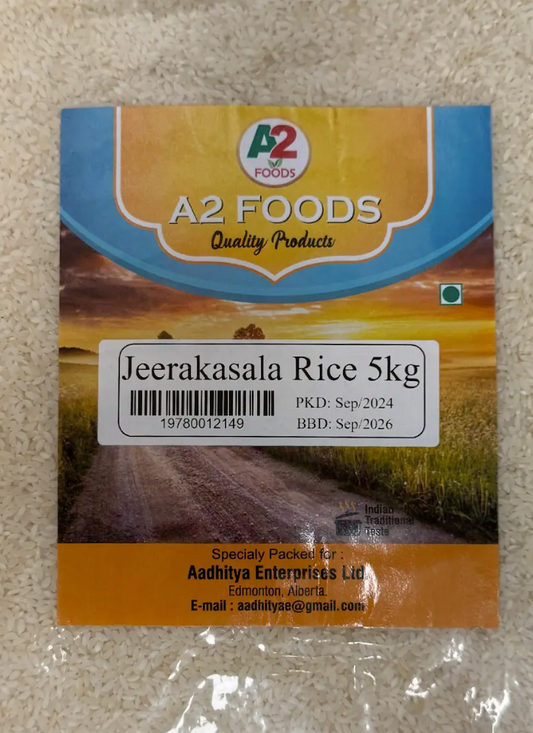 A2
FOODS
A2 FOODS
Quality Products
Jeerakasala Rice 5kg
PKD: Sep/2024
19780012149
BBD: Sep/2026
Indian
Traditional
Taste
Specialy Packed for :
Aadhitya Enterprises Ltd
Edmonton, Alberta.
E-mail : aadhityae@gmail.com